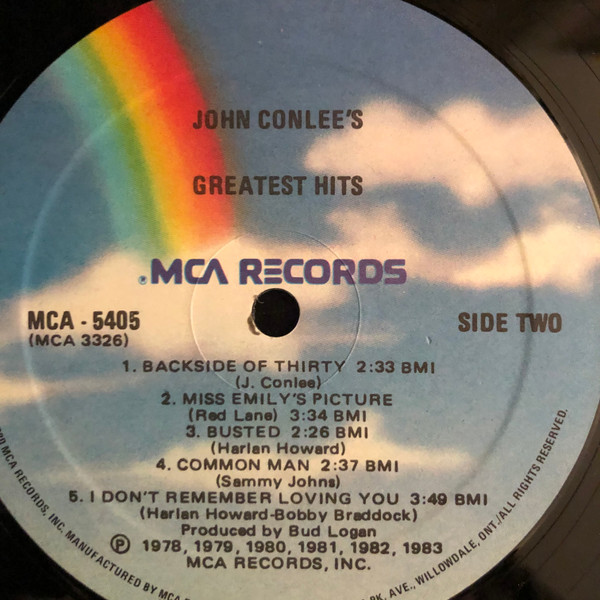 JOHN CONLEE'S
GREATEST HITS
®MCA RECORDS
MCA - 5405
(MCA 3326)
SIDE TWO
1. BACKSIDE OF THIRTY 2:33 BMI
(J. Conlee)
2. MISS EMILY'S PICTURE
(Red Lane) 3:34 BMI
3. BUSTED 2:26 BMI
(Harlan Howard)
4. COMMON MAN 2:37 BMI
(Sammy Johns)
5. I DON'T REMEMBER LOVING YOU 3:49 BMI
(Harlan Howard-Bobby Braddock)
Produced by Bud Logan
℗ 1978, 1979, 1980, 1981, 1982, 1983
MCA RECORDS, INC.
MCA RECORDS, INC. MANUFACTURED BY MCA
AVE., WILLOWDALE, ONT./ALL RIGHTS RESERVED.